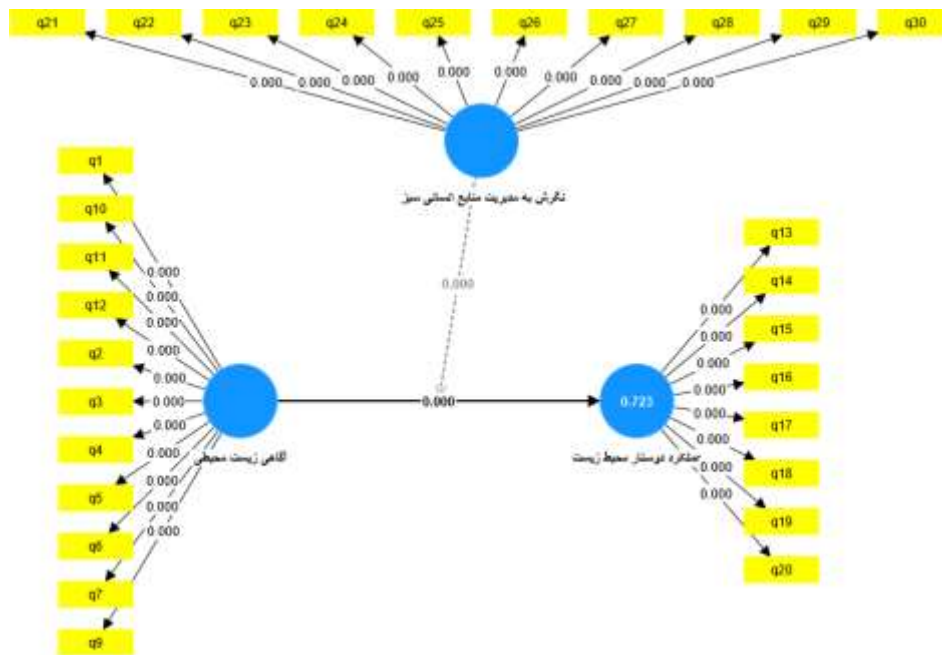 q21 q22 q23 q24 q25 q26 q27 q28 q29 q30
0.000 0.000 0.000 0.000 0.000 0.000 0.000 0.000 0.000 0.000
نگرش به مدیریت منابع انسانی سبز
0.000
q1
q10
q11
q12
q2
q3
q4
q5
q6
q7
q9
0.000
0.000
0.000
0.000
0.000
0.000
0.000
0.000
0.000
0.000
0.000
آگاهی زیست محیطی
0.000
0.723
عملکرد دوستدار محیط زیست
0.000
0.000
0.000
0.000
0.000
0.000
0.000
0.000
q13
q14
q15
q16
q17
q18
q19
q20